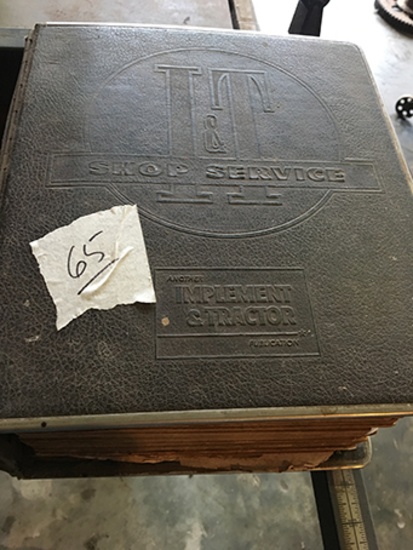 I&T
SHOP SERVICE
65
ANOTHER
IMPLEMENT
& TRACTOR
PUBLICATION